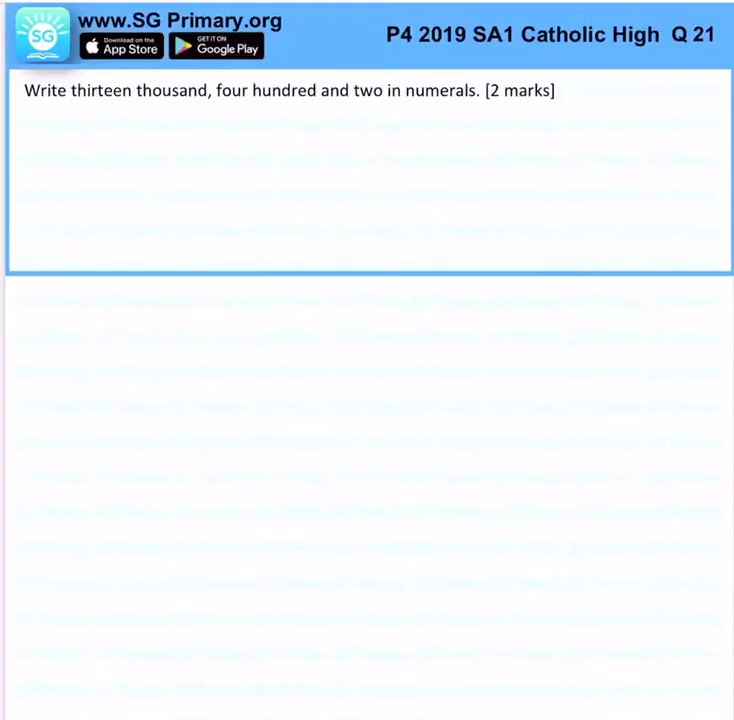 www.SG Primary.org
SG
Download on the
App Store
GET IT ON
Google Play
P4 2019 SA1 Catholic High Q 21
Write thirteen thousand, four hundred and two in numerals. [2 marks]